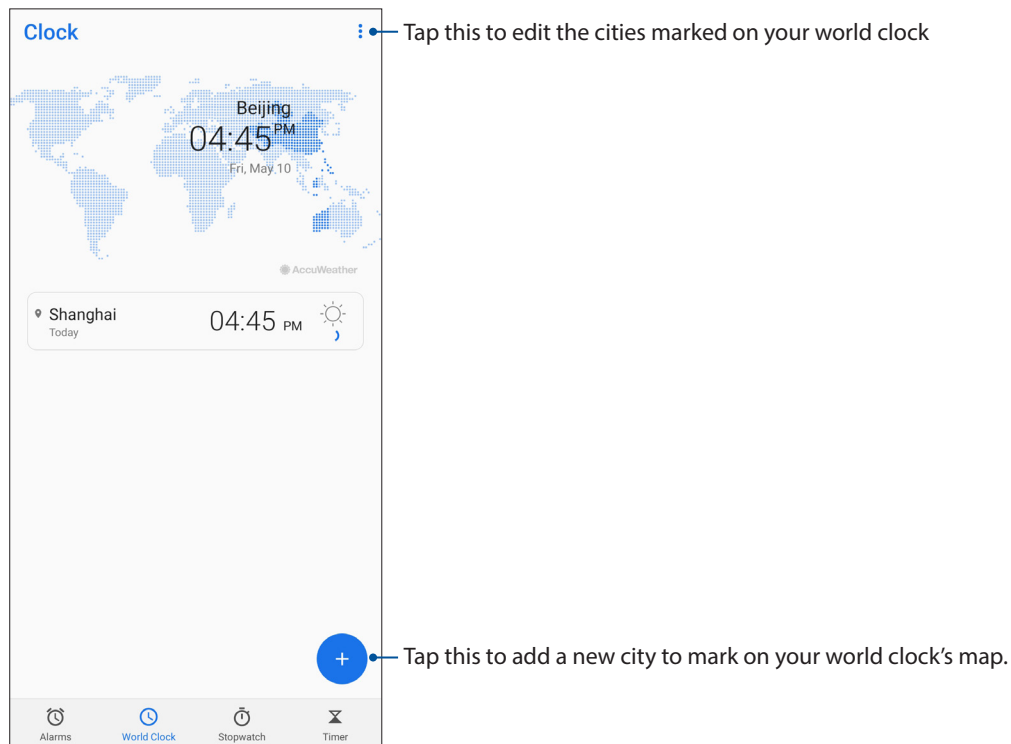 Clock
Tap this to edit the cities marked on your world clock
Beijing
04:45 PM
Fri, May 10
AccuWeather
Shanghai
Today
04:45 PM
+
Tap this to add a new city to mark on your world clock’s map.
Alarms
World Clock
Stopwatch
Timer